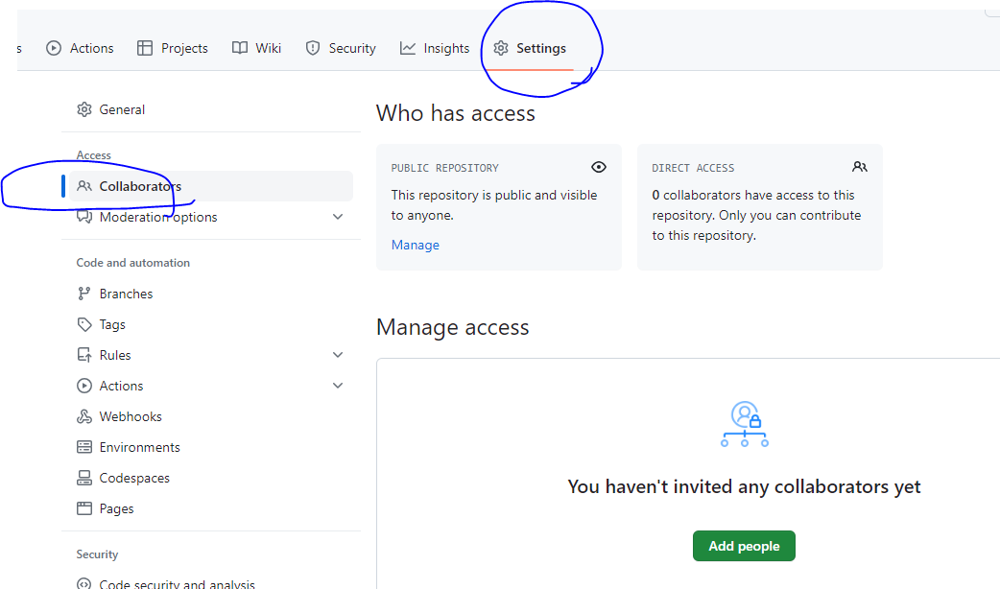 s Actions Projects Wiki Security Insights Settings
General
Access
Collaborators
Moderation options
Code and automation
Branches
Tags
Rules
Actions
Webhooks
Environments
Codespaces
Pages
Security
Code security and analysis
Who has access
PUBLIC REPOSITORY
This repository is public and visible
to anyone.
Manage
DIRECT ACCESS
0 collaborators have access to this
repository. Only you can contribute
to this repository.
Manage access
You haven't invited any collaborators yet
Add people